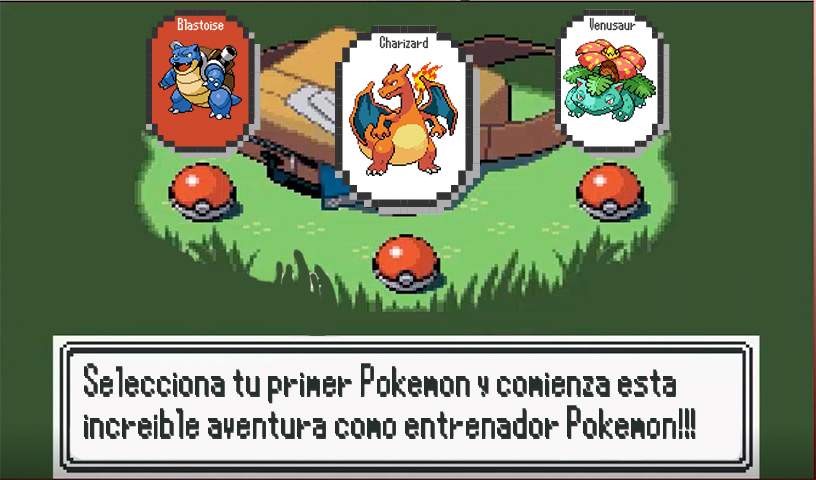 Blastoise
Charizard
Venusaur
Selecciona tu primer Pokemon y comienza esta
increible aventura como entrenador Pokemon!!!